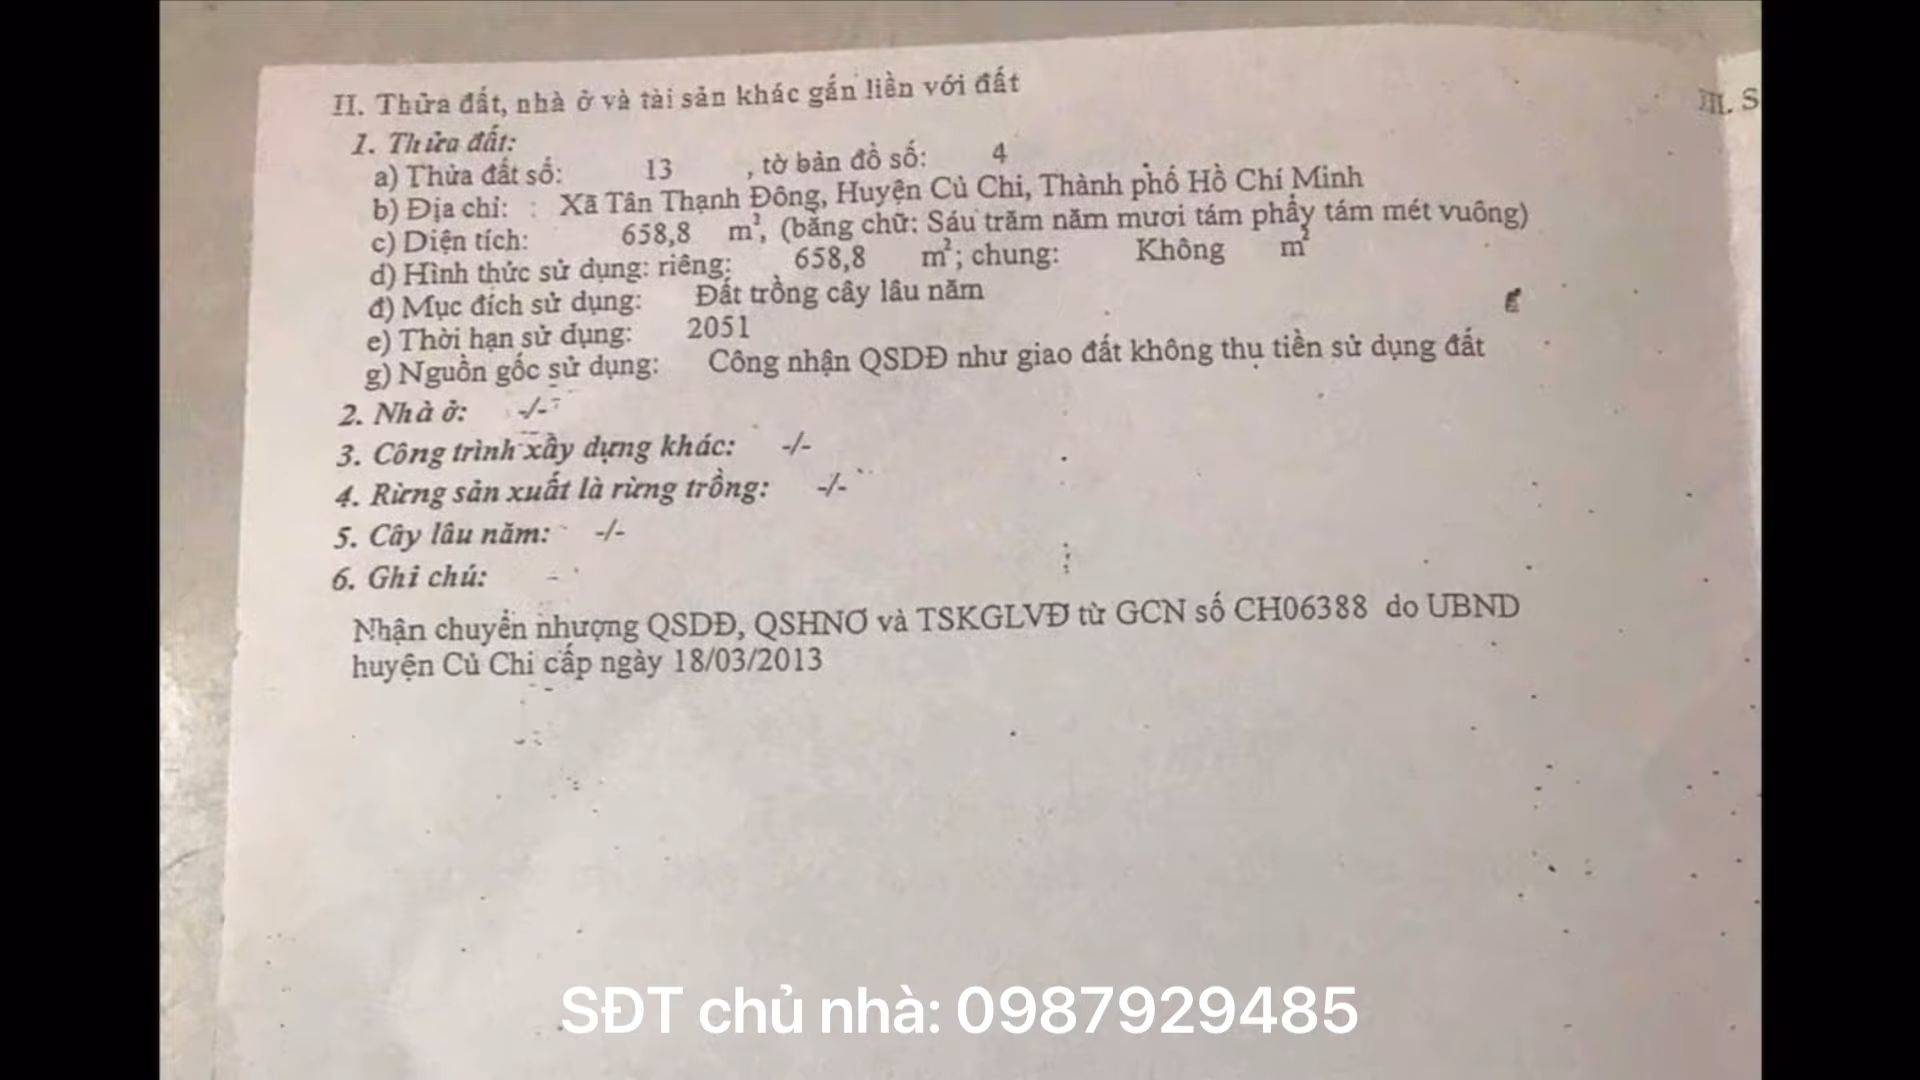 II. Thửa đất, nhà ở và tài sản khác gắn liền với đất
III. S
1. Thửa đất:
a) Thửa đất số: 13 , tờ bản đồ số: 4
b) Địa chỉ: : Xã Tân Thạnh Đông, Huyện Củ Chi, Thành phố Hồ Chí Minh
c) Diện tích: 658,8 m², (bằng chữ: Sáu trăm năm mươi tám phẩy tám mét vuông)
d) Hình thức sử dụng: riêng: 658,8 m²; chung: Không m²
đ) Mục đích sử dụng: Đất trồng cây lâu năm
e) Thời hạn sử dụng: 2051
g) Nguồn gốc sử dụng: Công nhận QSDĐ như giao đất không thu tiền sử dụng đất
2. Nhà ở: -/-
3. Công trình xây dựng khác: -/-
4. Rừng sản xuất là rừng trồng: -/-
5. Cây lâu năm: -/-
6. Ghi chú:
Nhận chuyển nhượng QSDĐ, QSHNƠ và TSKGLVĐ từ GCN số CH06388 do UBND
huyện Củ Chi cấp ngày 18/03/2013
SĐT chủ nhà: 0987929485